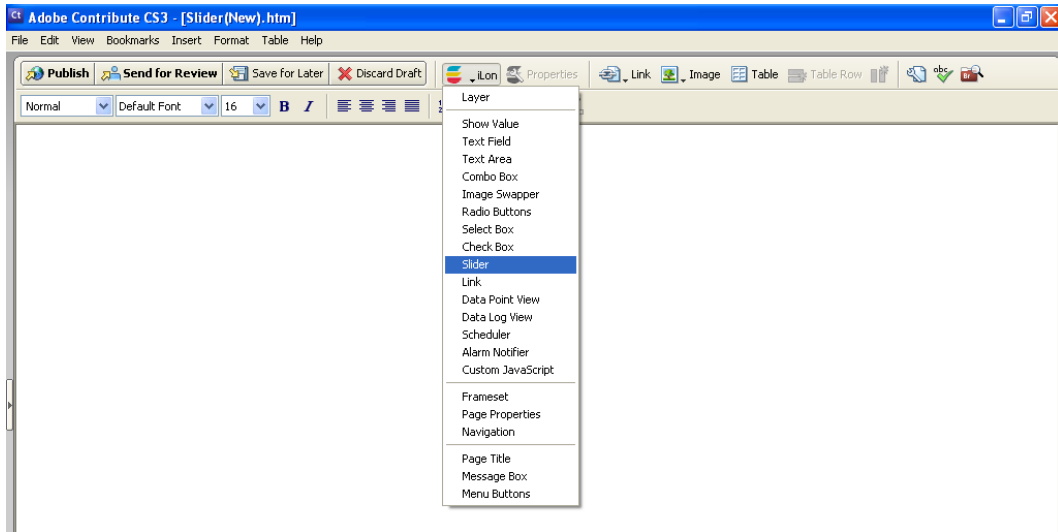 Ct Adobe Contribute CS3 - [Slider(New).htm]
File Edit View Bookmarks Insert Format Table Help
Publish Send for Review Save for Later Discard Draft iLon Properties Link Image Table Table Row abc
Normal Default Font 16 B I
Layer
Show Value
Text Field
Text Area
Combo Box
Image Swapper
Radio Buttons
Select Box
Check Box
Slider
Link
Data Point View
Data Log View
Scheduler
Alarm Notifier
Custom JavaScript
Frameset
Page Properties
Navigation
Page Title
Message Box
Menu Buttons